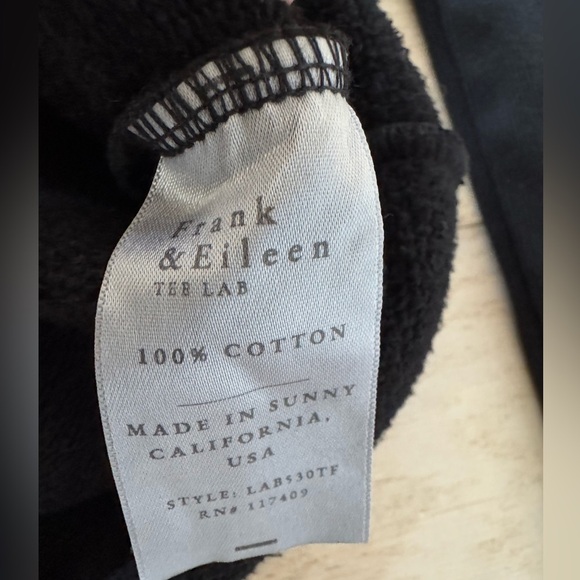 Frank
& Eileen
TEE LAB
100% COTTON
MADE IN SUNNY
CALIFORNIA,
USA
STYLE: LAB530TF
RN# 117409